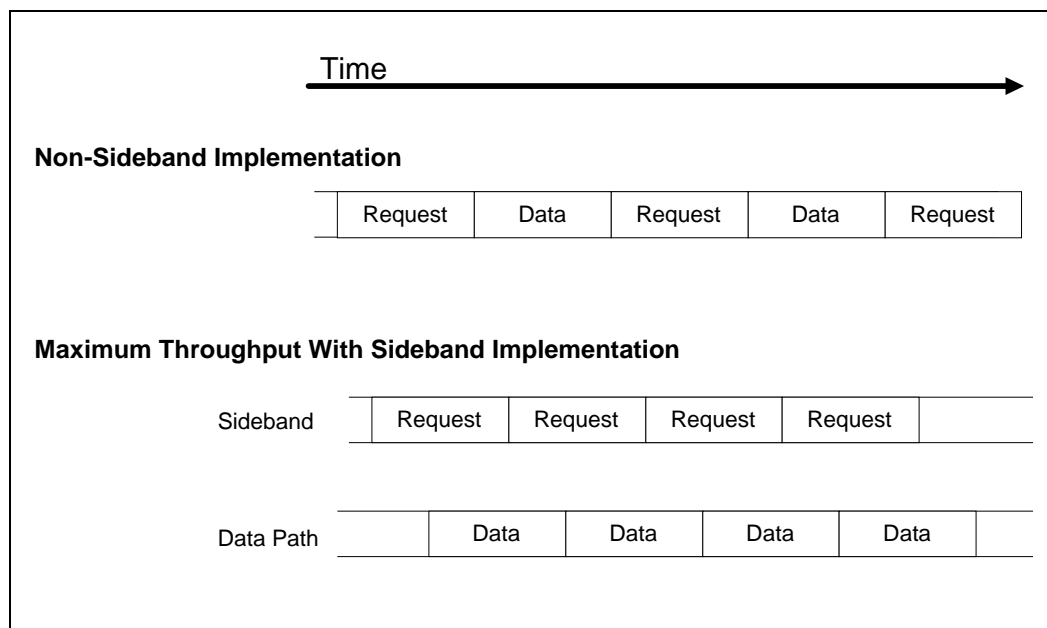 Time
Non-Sideband Implementation
Request Data Request Data Request
Maximum Throughput With Sideband Implementation
Sideband Request Request Request Request
Data Path Data Data Data Data